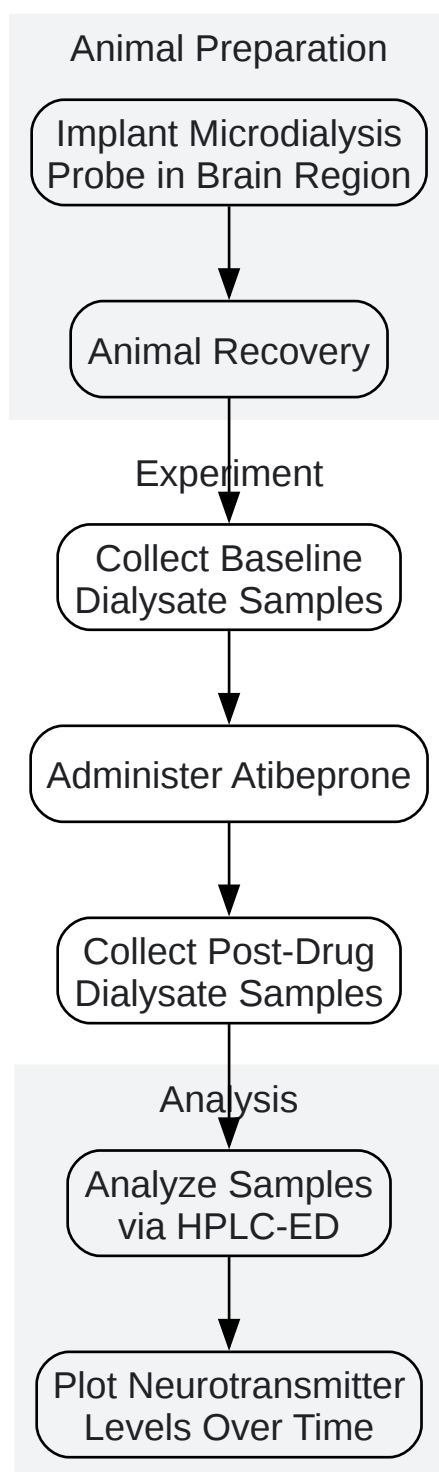 Animal Preparation
Implant Microdialysis
Probe in Brain Region
Animal Recovery
Experiment
Collect Baseline
Dialysate Samples
Administer Atibeprone
Collect Post-Drug
Dialysate Samples
Analysis
Analyze Samples
via HPLC-ED
Plot Neurotransmitter
Levels Over Time